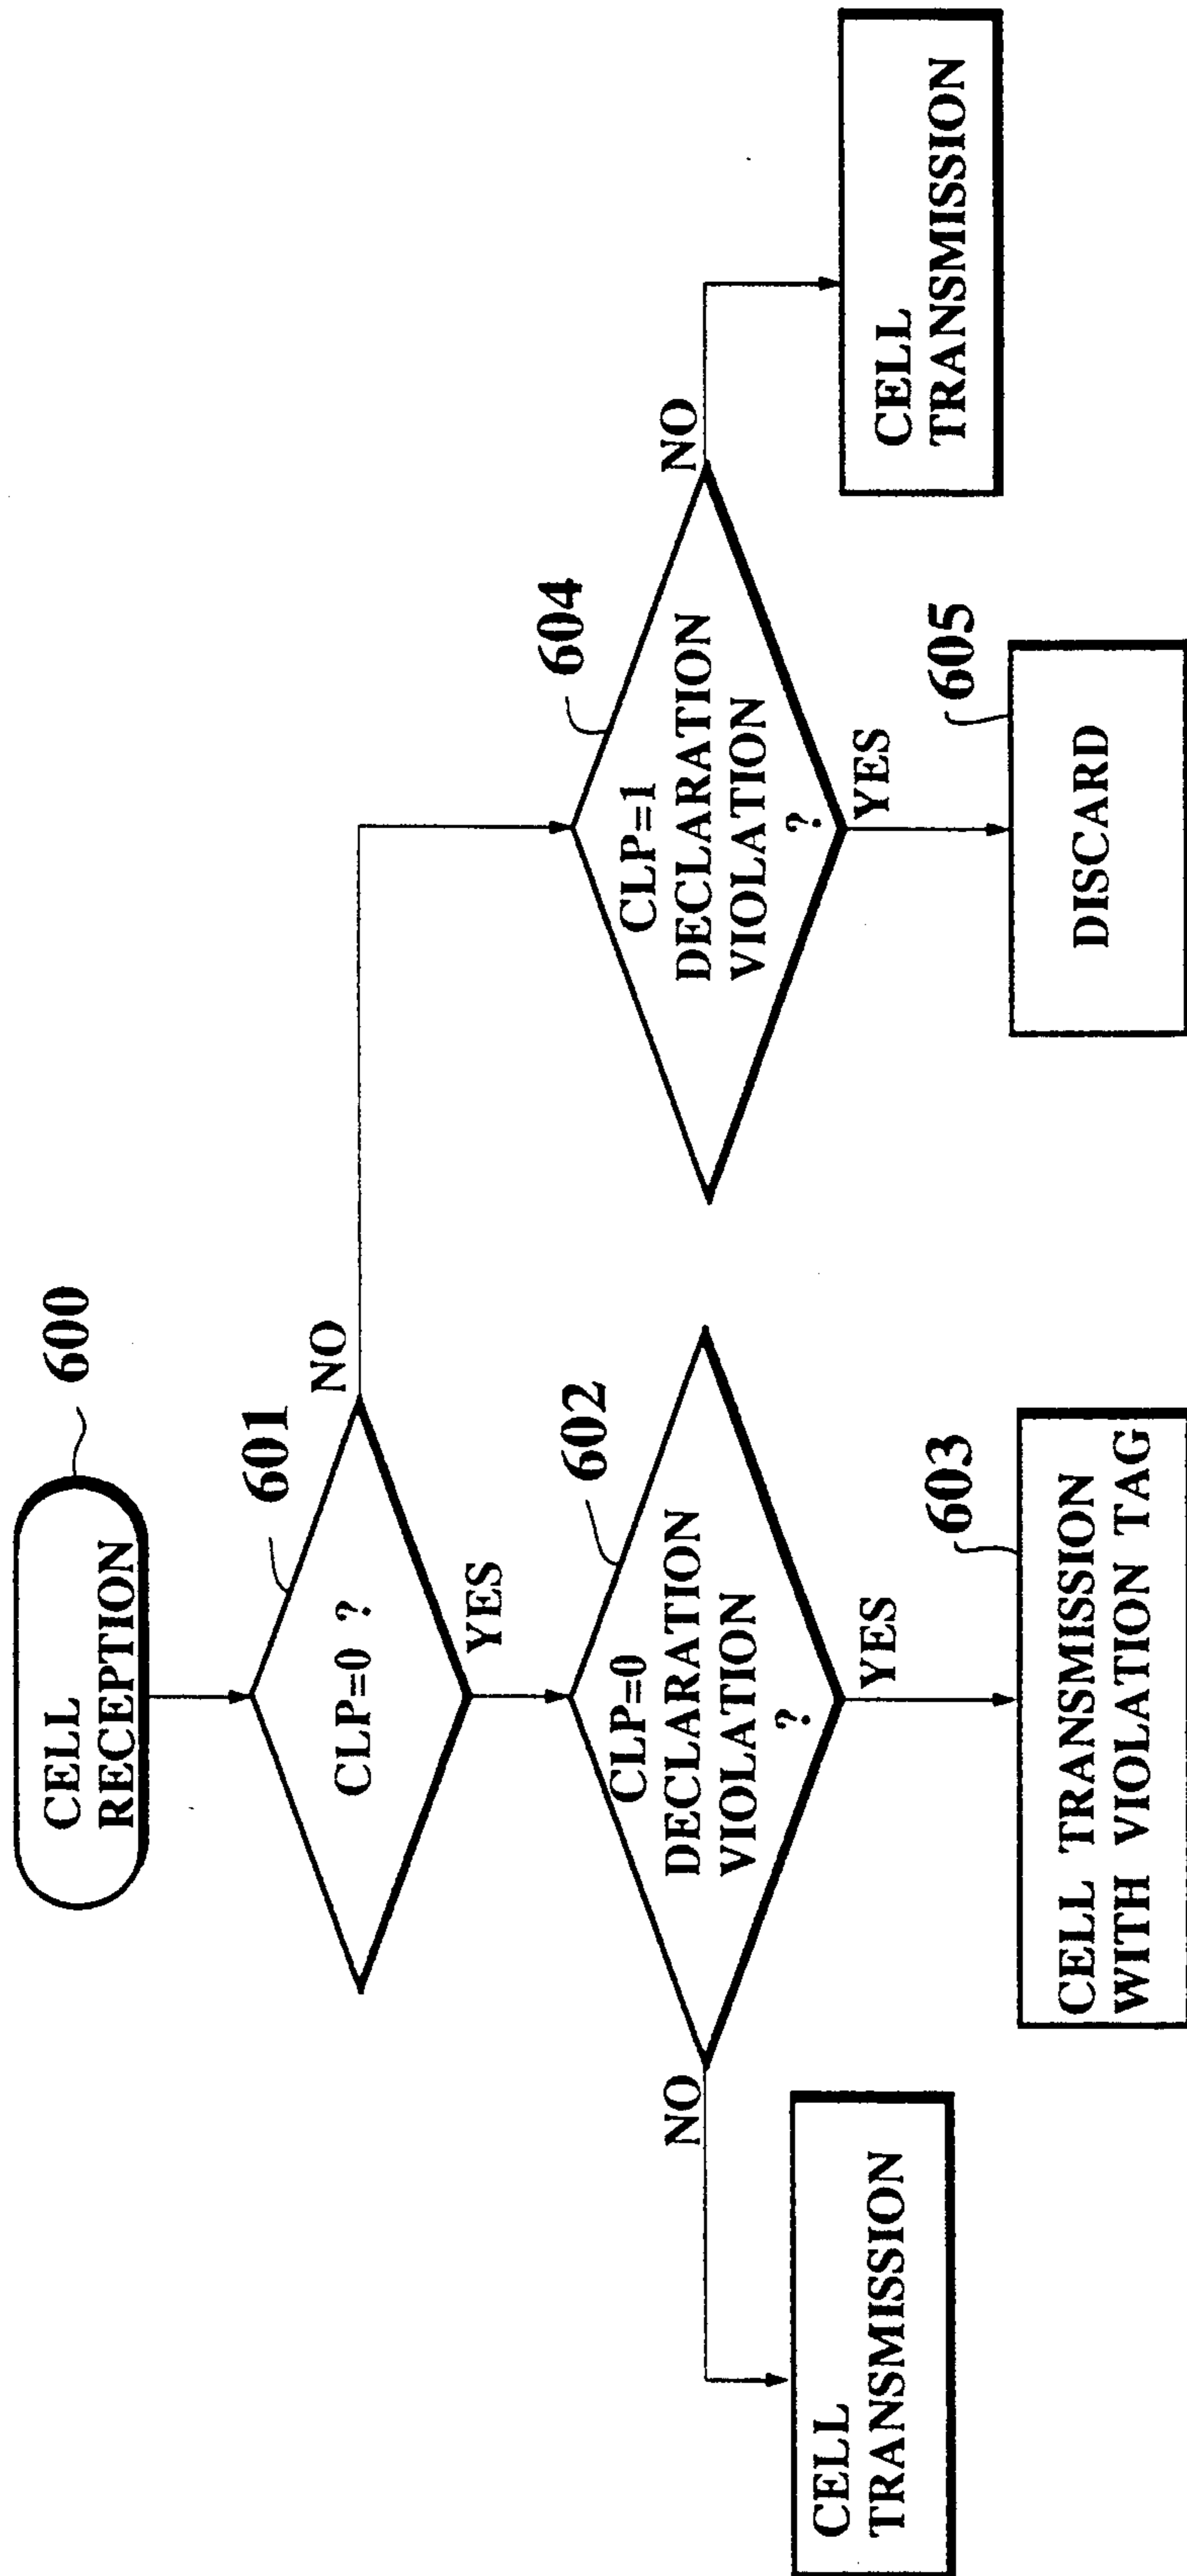 CELL
RECEPTION
600
601
CLP=0 ?
NO
YES
602
CLP=0
DECLARATION
VIOLATION
?
NO
YES
CELL
TRANSMISSION
603
CELL TRANSMISSION
WITH VIOLATION TAG
604
CLP=1
DECLARATION
VIOLATION
?
NO
YES
605
DISCARD
CELL
TRANSMISSION